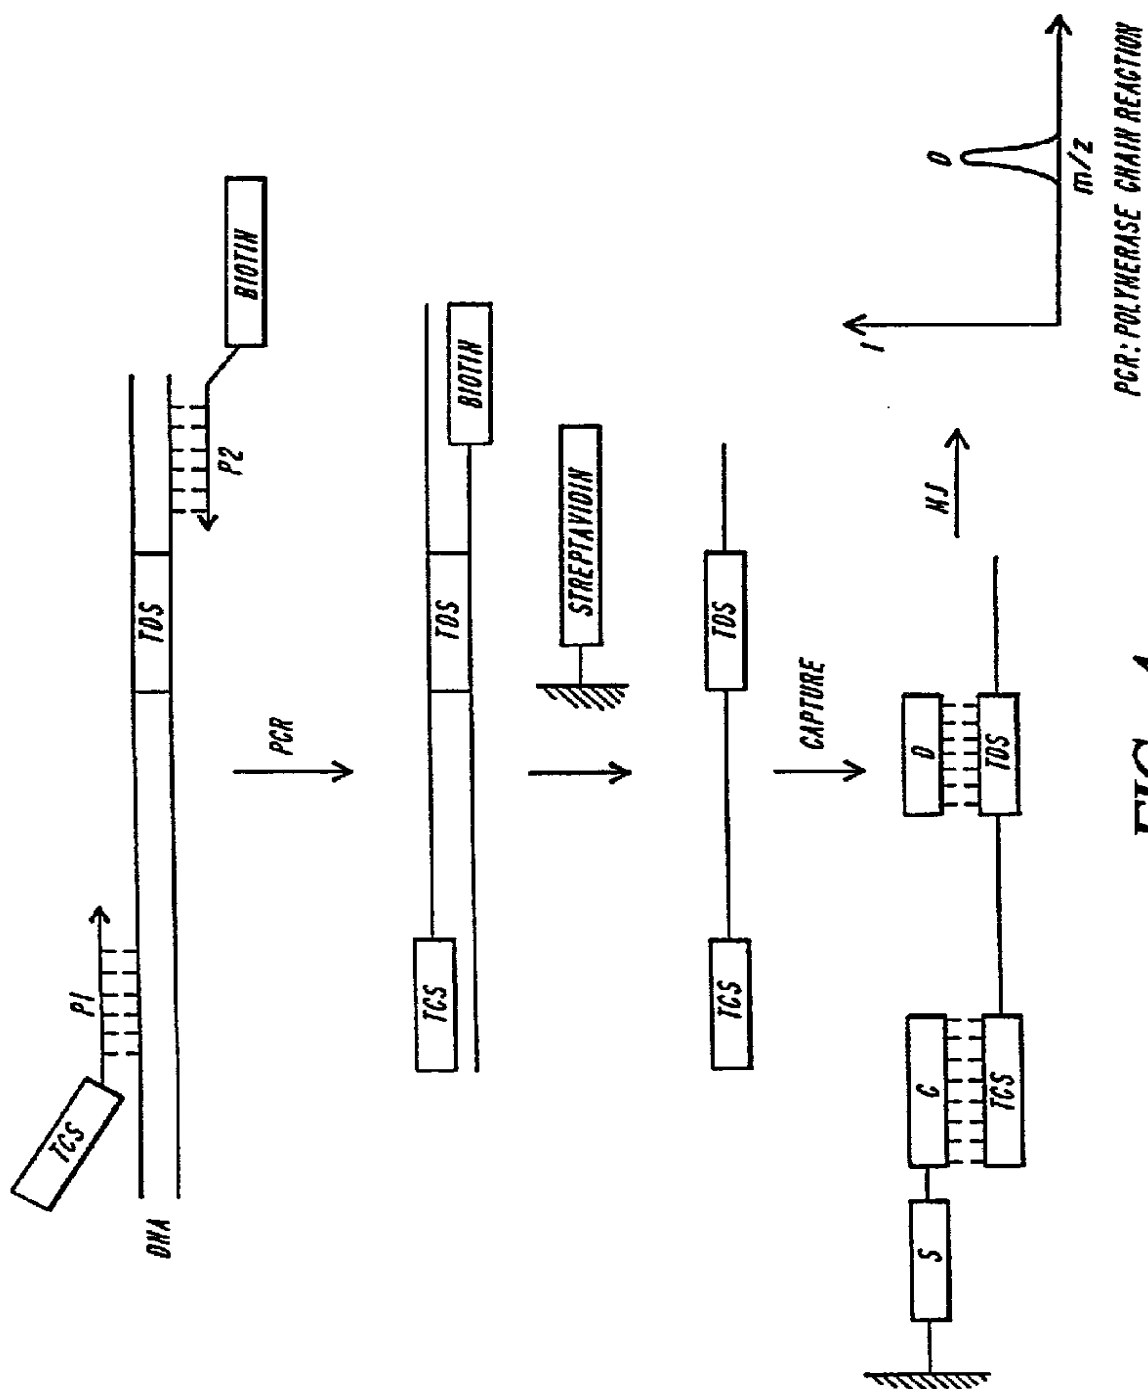 TCS
P1
DNA
TDS
P2
BIOTIN
PCR
TCS
TDS
BIOTIN
STREPTAVIDIN
TCS
TDS
CAPTURE
S
C
TCS
D
TDS
MS
I
D
m/z
PCR: POLYMERASE CHAIN REACTION